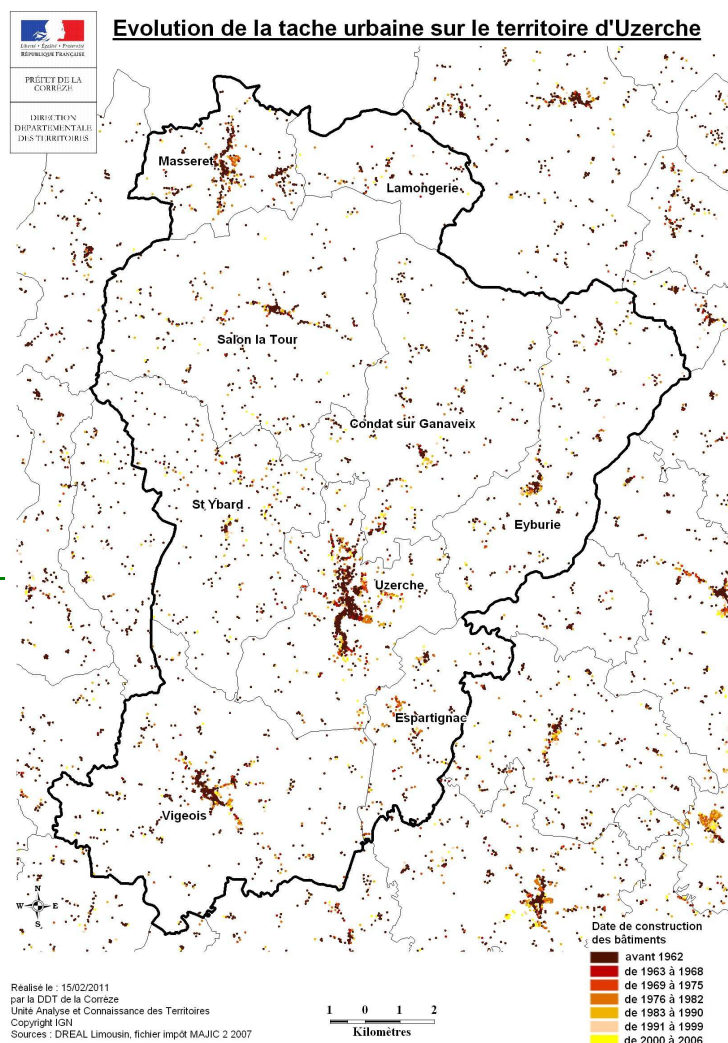 Evolution de la tache urbaine sur le territoire d'Uzerche
Liberté • Égalité • Fraternité
RÉPUBLIQUE FRANÇAISE
PRÉFET DE LA
CORRÈZE
DIRECTION
DEPARTEMENTALE
DES TERRITOIRES
Masseret
Lamongerie
Salon la Tour
Condat sur Ganaveix
St Ybard
Eyburie
Uzerche
Espartignac
Vigeois
N
W E
S
Date de construction
des bâtiments
avant 1962
de 1963 à 1968
de 1969 à 1975
de 1976 à 1982
de 1983 à 1990
de 1991 à 1999
de 2000 à 2006
Réalisé le : 15/02/2011
par la DDT de la Corrèze
Unité Analyse et Connaissance des Territoires
Copyright IGN
Sources : DREAL Limousin, fichier impôt MAJIC 2 2007
1 0 1 2
Kilomètres